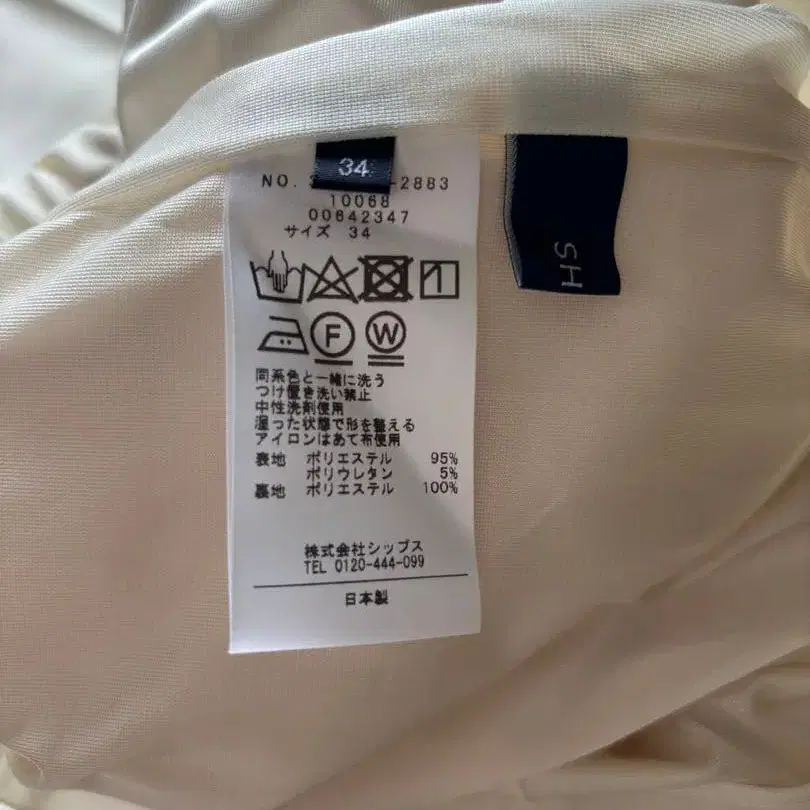 34
NO. -2883
10068
00642347
サイズ 34
F W
同系色と一緒に洗う
つけ置き洗い禁止
中性洗剤使用
湿った状態で形を整える
アイロンはあて布使用
表地 ポリエステル 95%
ポリウレタン 5%
裏地 ポリエステル 100%
株式会社シップス
TEL 0120-444-099
日本製
SH